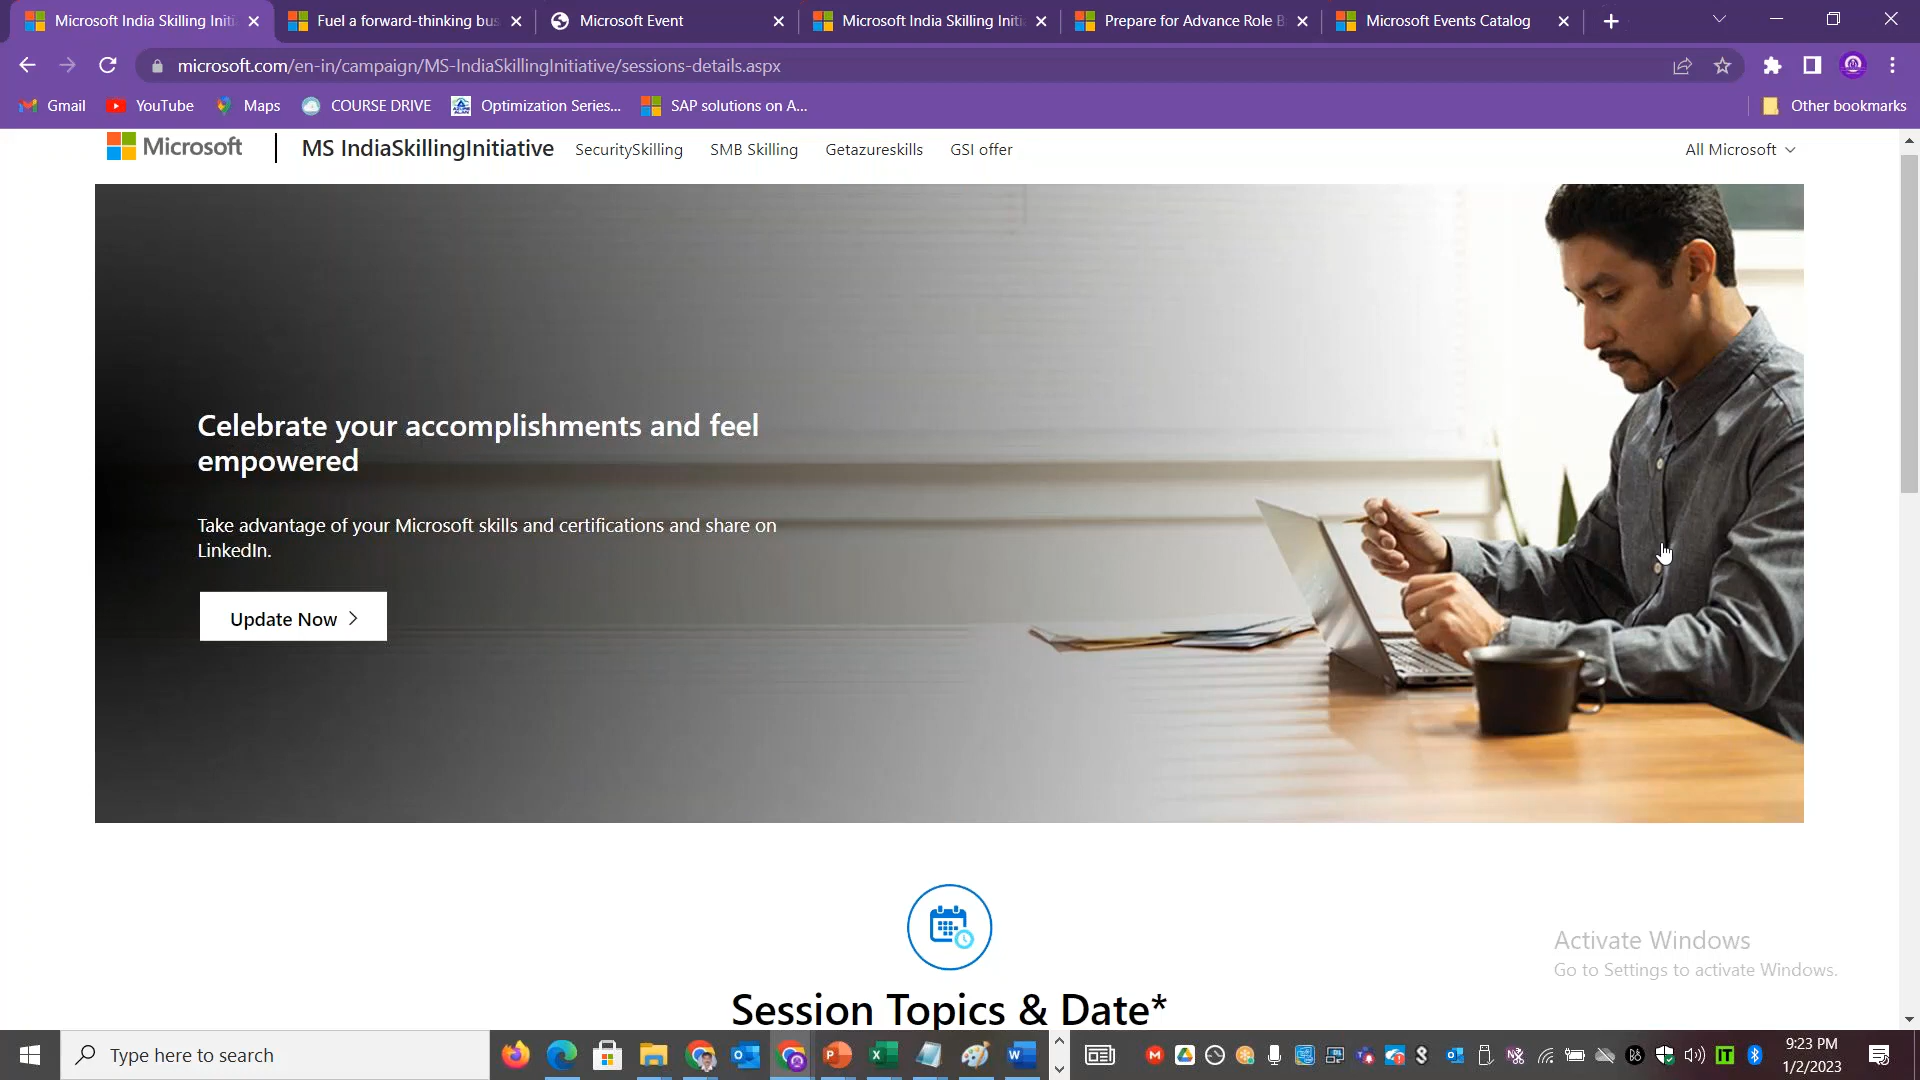 Microsoft India Skilling Initi
Fuel a forward-thinking bus
Microsoft Event
Microsoft India Skilling Initi
Prepare for Advance Role B
Microsoft Events Catalog
microsoft.com/en-in/campaign/MS-IndiaSkillingInitiative/sessions-details.aspx
Gmail
YouTube
Maps
COURSE DRIVE
Optimization Series...
SAP solutions on A...
Other bookmarks
Microsoft
MS IndiaSkillingInitiative
SecuritySkilling
SMB Skilling
Getazureskills
GSI offer
All Microsoft
Celebrate your accomplishments and feel
empowered
Take advantage of your Microsoft skills and certifications and share on
LinkedIn.
Update Now
Session Topics & Date*
Activate Windows
Go to Settings to activate Windows.
Type here to search
9:23 PM
1/2/2023